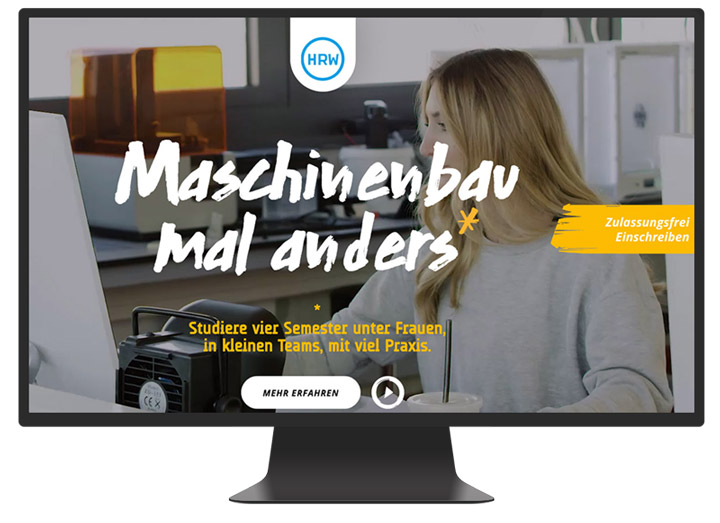 HRW
Maschinenbau
mal anders*
Zulassungsfrei
Einschreiben
*
Studiere vier Semester unter Frauen,
in kleinen Teams, mit viel Praxis.
MEHR ERFAHREN